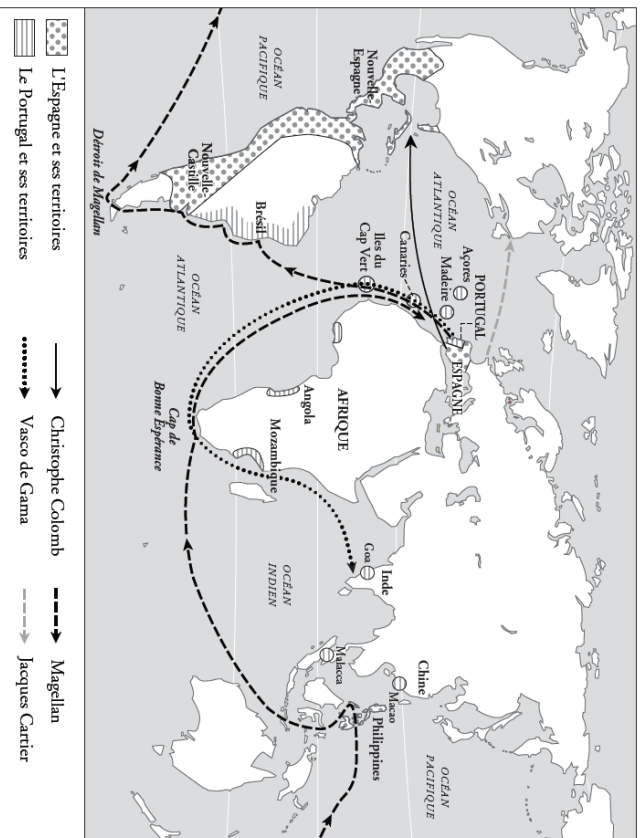 OCÉAN
PACIFIQUE
Nouvelle-
Espagne
OCÉAN
ATLANTIQUE
Açores
Madeire
PORTUGAL
ESPAGNE
Canaries
Iles du
Cap Vert
Nouvelle-
Castille
Brésil
Détroit de Magellan
OCÉAN
ATLANTIQUE
AFRIQUE
Angola
Mozambique
Cap de
Bonne Espérance
OCÉAN
INDIEN
Goa
Inde
Malacca
Chine
Macao
Philippines
OCÉAN
PACIFIQUE
L'Espagne et ses territoires
Le Portugal et ses territoires
Christophe Colomb
Vasco de Gama
Magellan
Jacques Cartier